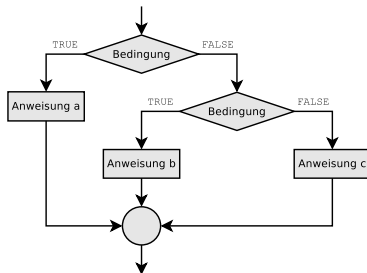 TRUE
FALSE
Bedingung
Anweisung a
TRUE
FALSE
Bedingung
Anweisung b
Anweisung c